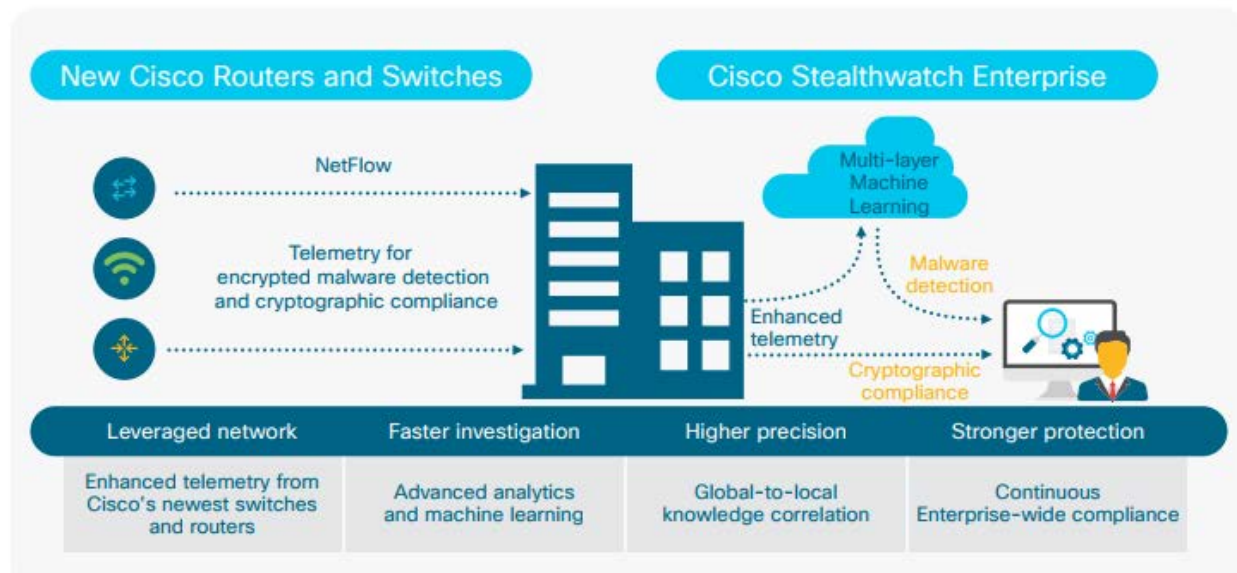 New Cisco Routers and Switches
Cisco Stealthwatch Enterprise
NetFlow
Telemetry for
encrypted malware detection
and cryptographic compliance
Multi-layer
Machine
Learning
Malware
detection
Enhanced
telemetry
Cryptographic
compliance
Leveraged network
Faster investigation
Higher precision
Stronger protection
Enhanced telemetry from
Cisco's newest switches
and routers
Advanced analytics
and machine learning
Global-to-local
knowledge correlation
Continuous
Enterprise-wide compliance